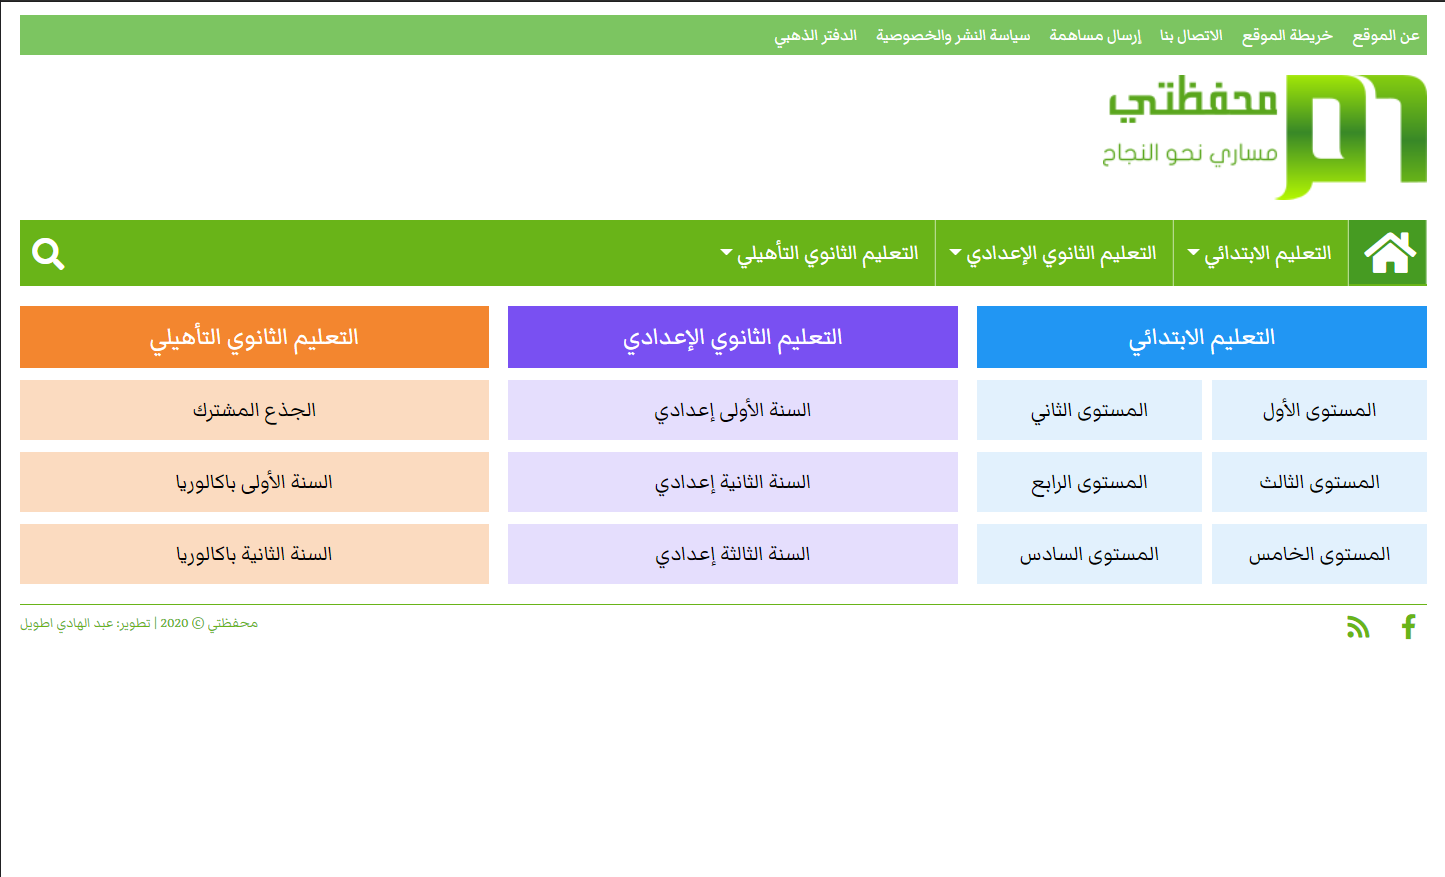 عن الموقع خريطة الموقع الاتصال بنا إرسال مساهمة سياسة النشر والخصوصية الدفتر الذهبي
محفظتي
مساري نحو النجاح
التعليم الابتدائي التعليم الثانوي الإعدادي التعليم الثانوي التأهيلي
التعليم الابتدائي التعليم الثانوي الإعدادي التعليم الثانوي التأهيلي
المستوى الأول المستوى الثاني السنة الأولى إعدادي الجذع المشترك
المستوى الثالث المستوى الرابع السنة الثانية إعدادي السنة الأولى باكالوريا
المستوى الخامس المستوى السادس السنة الثالثة إعدادي السنة الثانية باكالوريا
محفظتي © 2020 | تطوير: عبد الهادي اطويل